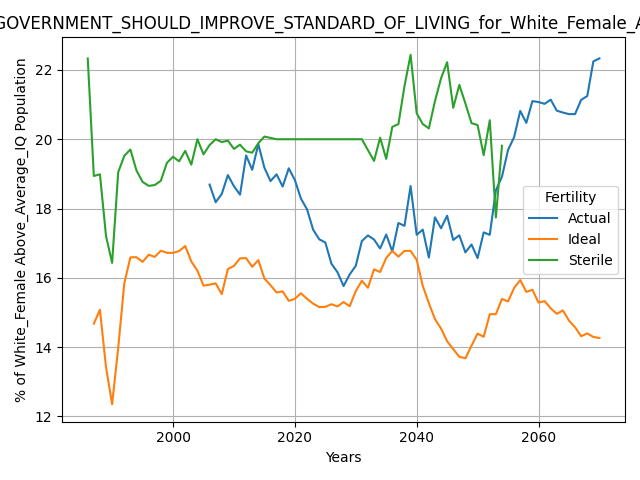 GOVERNMENT_SHOULD_IMPROVE_STANDARD_OF_LIVING_for_White_Female_A
% of White_Female Above_Average_IQ Population
22
20
18
16
14
12
2000
2020
2040
2060
Years
Fertility
Actual
Ideal
Sterile